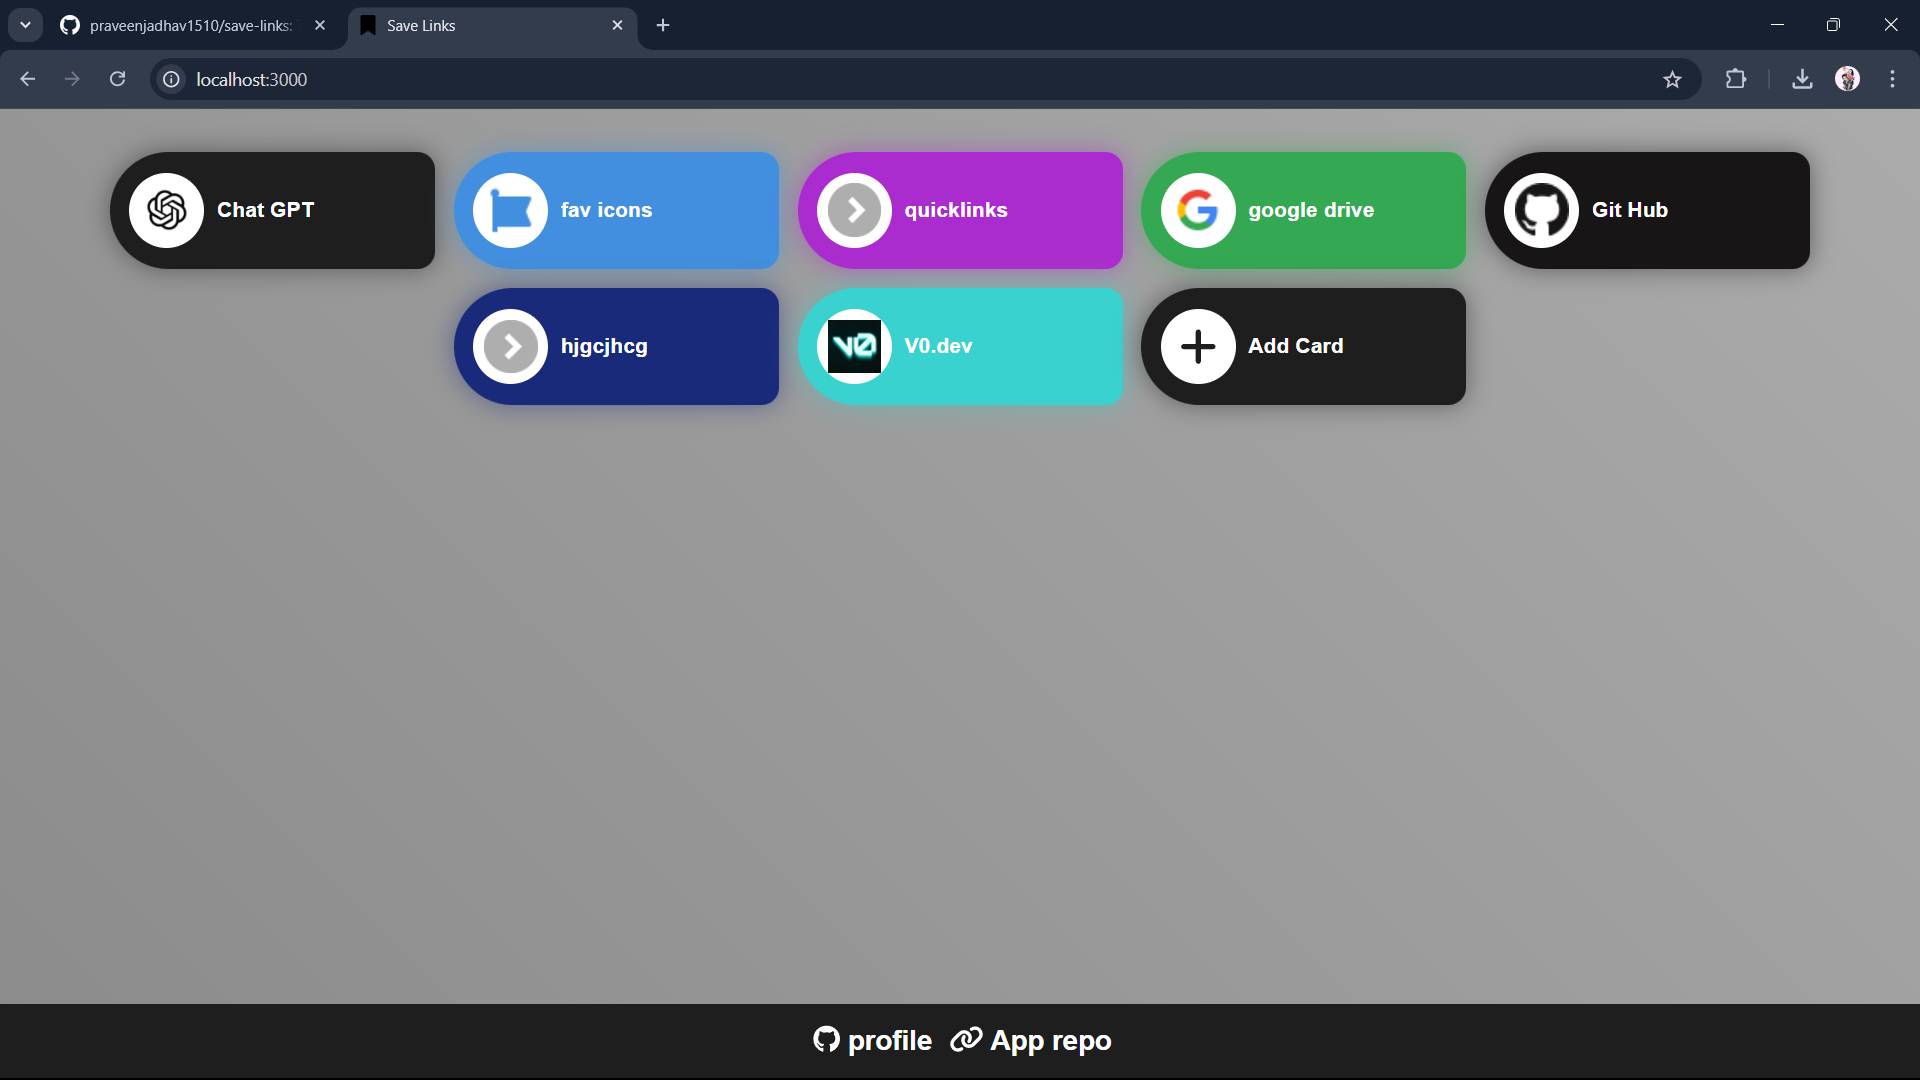 praveenjadhav1510/save-links:
Save Links
localhost:3000
Chat GPT
fav icons
quicklinks
google drive
Git Hub
hjgcjhcg
V0
V0.dev
Add Card
profile
App repo